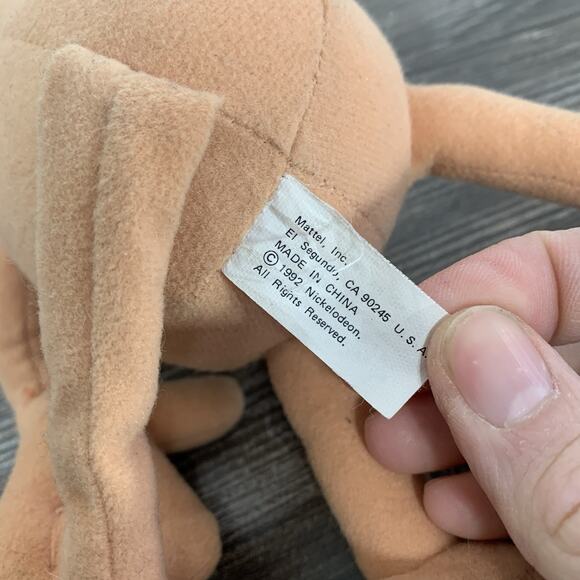 Mattel, Inc.
El Segundo, CA 90245 U.S.A.
MADE IN CHINA
© 1992 Nickelodeon.
All Rights Reserved.